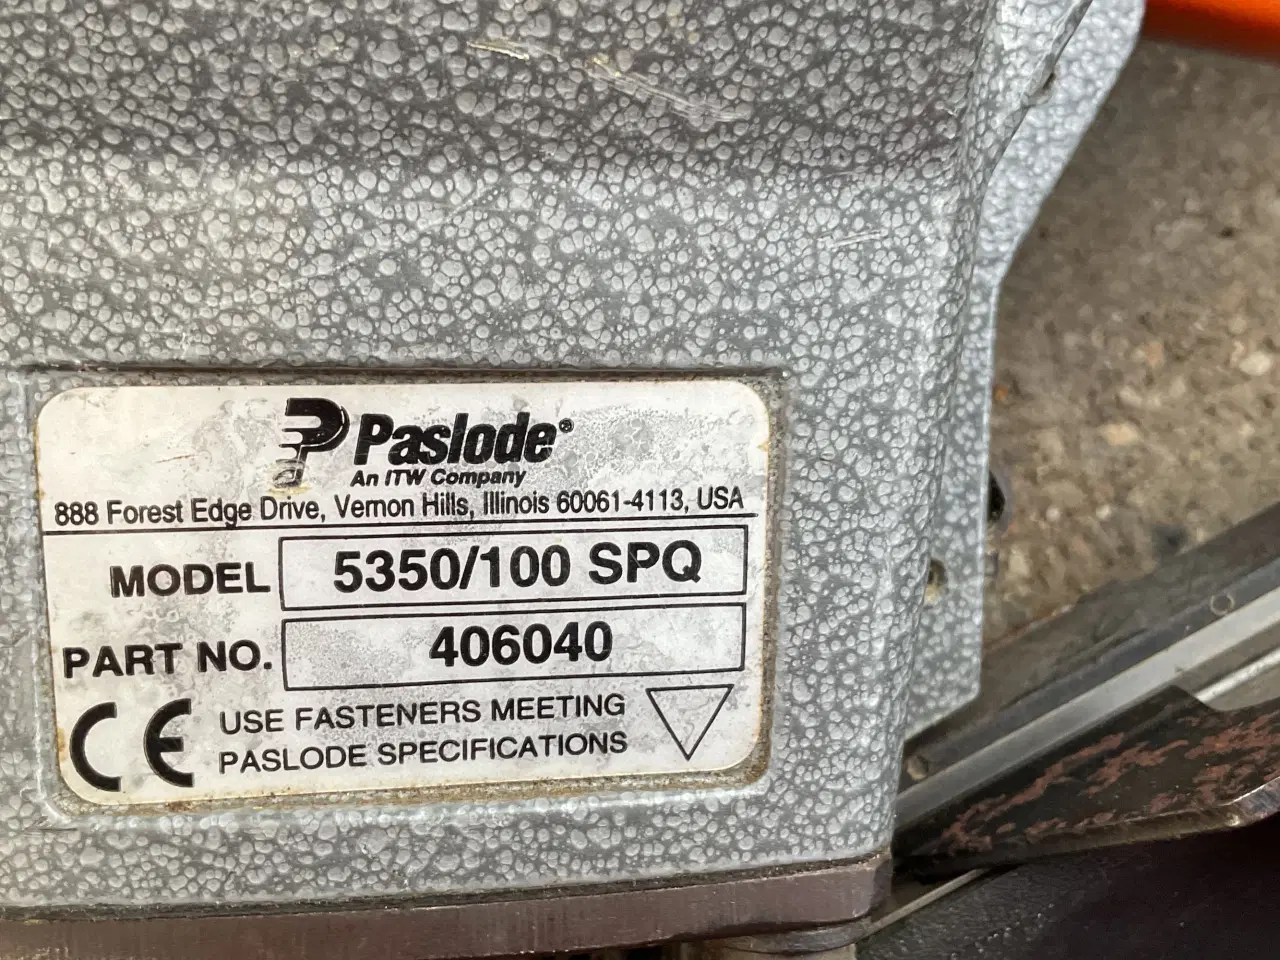 Paslode®
An ITW Company
888 Forest Edge Drive, Vernon Hills, Illinois 60061-4113, USA
MODEL 5350/100 SPQ
PART NO. 406040
CE USE FASTENERS MEETING
PASLODE SPECIFICATIONS